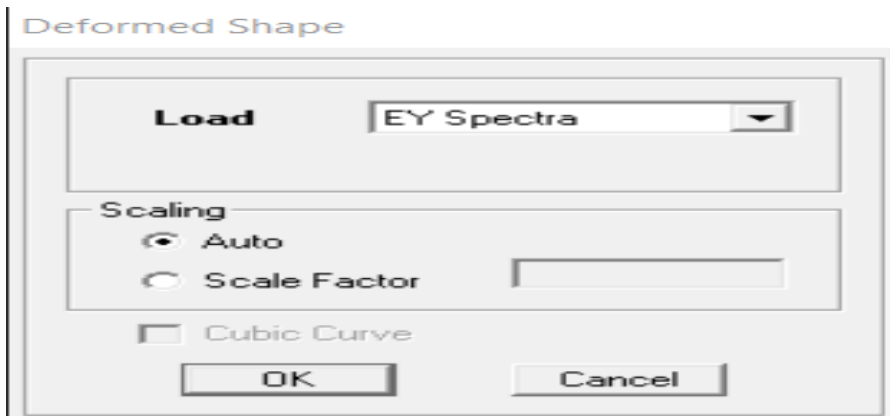 Deformed Shape
Load EY Spectra
Scaling
Auto
Scale Factor
Cubic Curve
OK Cancel